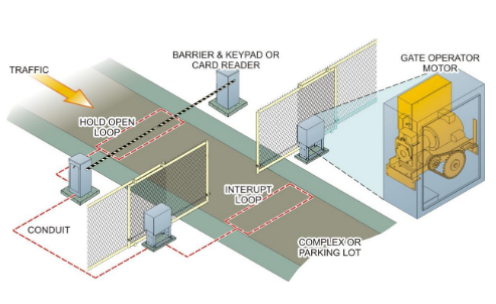 BARRIER & KEYPAD OR
CARD READER
GATE OPERATOR
MOTOR
TRAFFIC
HOLD OPEN
LOOP
INTERUPT
LOOP
CONDUIT
COMPLEX OR
PARKING LOT